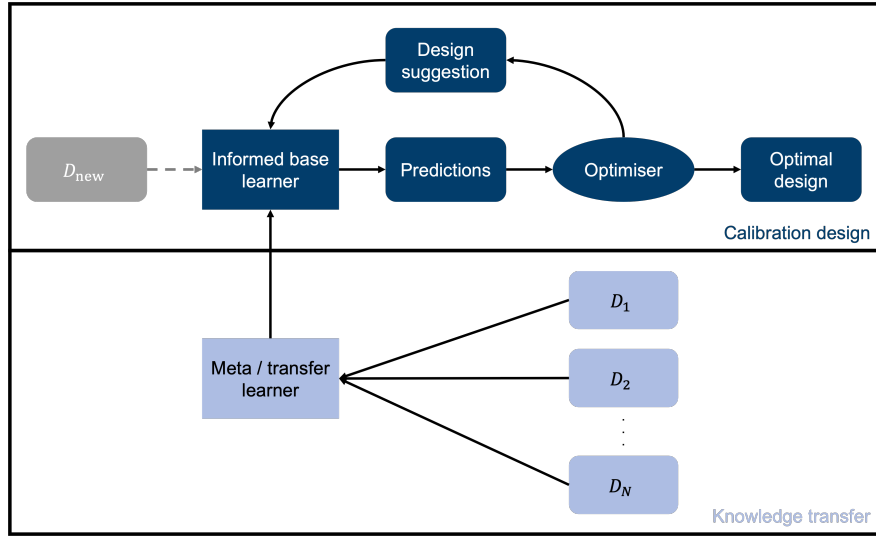 Design
suggestion
D_new
Informed base
learner
Predictions
Optimiser
Optimal
design
Calibration design
D_1
Meta / transfer
learner
D_2
D_N
Knowledge transfer